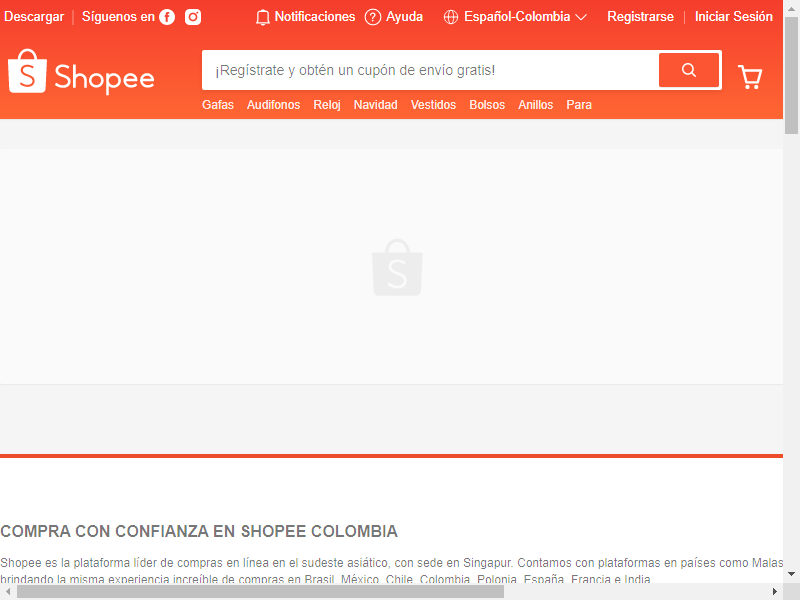 Descargar Síguenos en Notificaciones Ayuda Español-Colombia Registrarse Iniciar Sesión
Shopee ¡Regístrate y obtén un cupón de envío gratis!
Gafas Audifonos Reloj Navidad Vestidos Bolsos Anillos Para
COMPRA CON CONFIANZA EN SHOPEE COLOMBIA
Shopee es la plataforma líder de compras en línea en el sudeste asiático, con sede en Singapur. Contamos con plataformas en países como Malas
brindando la misma experiencia increíble de compras en Brasil, México, Chile, Colombia, Polonia, España, Francia e India